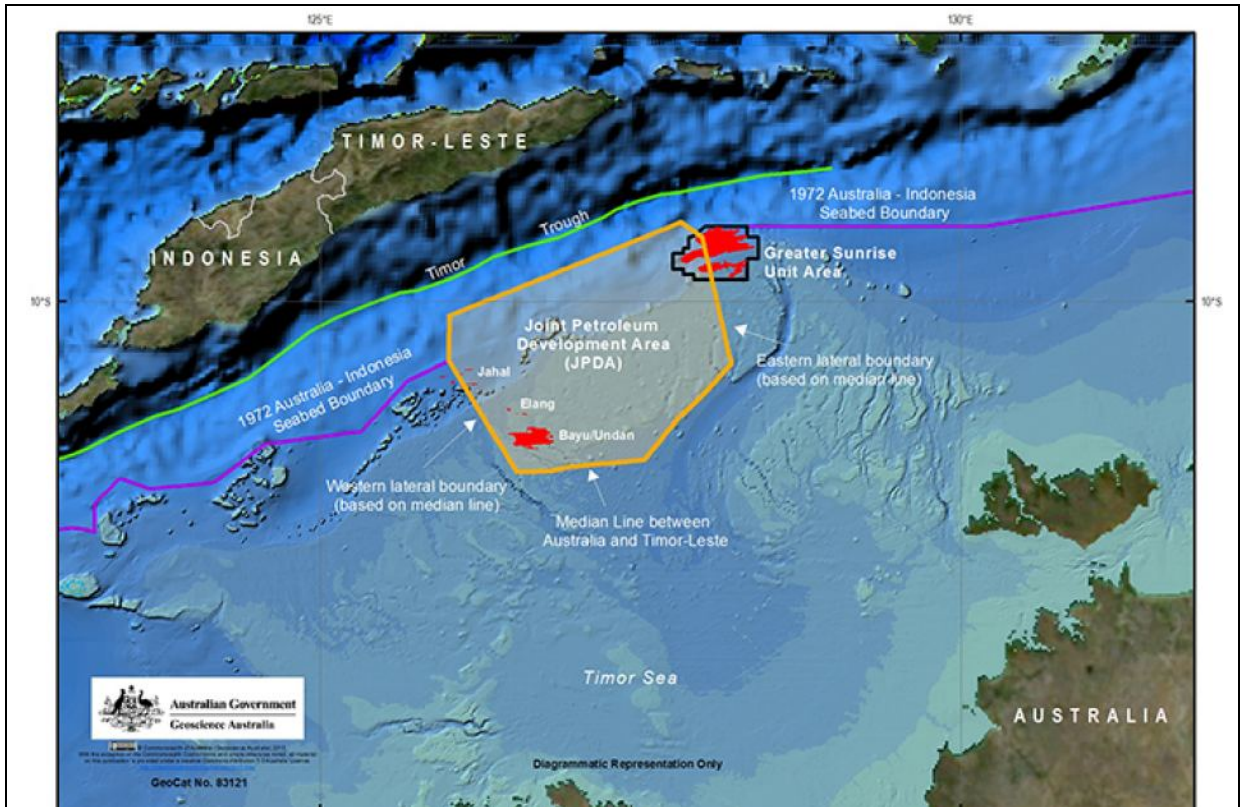 125°E
130°E
TIMOR-LESTE
1972 Australia - Indonesia
Seabed Boundary
Trough
Greater Sunrise
Unit Area
INDONESIA
Timor
10°S
10°S
Joint Petroleum
Development Area
(JPDA)
Eastern lateral boundary
(based on median line)
1972 Australia - Indonesia
Seabed Boundary
Jahal
Elang
Bayu/Undan
Western lateral boundary
(based on median line)
Median Line between
Australia and Timor-Leste
Timor Sea
AUSTRALIA
Australian Government
Geoscience Australia
GeoCat No. 83121
Diagrammatic Representation Only
125°E
130°E